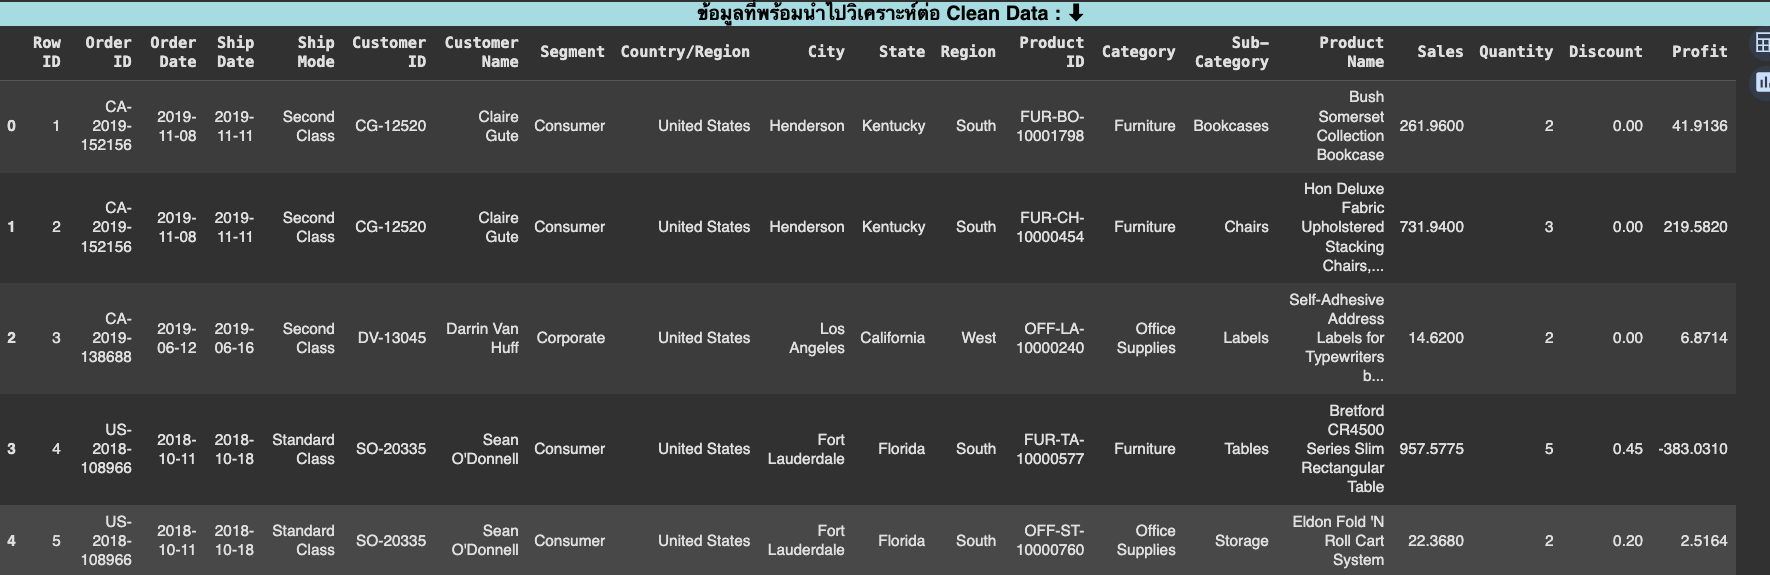 ข้อมูลที่พร้อมนำไปวิเคราะห์ต่อ Clean Data : ⬇
Row ID Order ID Order Date Ship Date Ship Mode Customer ID Customer Name Segment Country/Region City State Region Product ID Category Sub-Category Product Name Sales Quantity Discount Profit
0 1 CA-2019-152156 2019-11-08 2019-11-11 Second Class CG-12520 Claire Gute Consumer United States Henderson Kentucky South FUR-BO-10001798 Furniture Bookcases Bush Somerset Collection Bookcase 261.9600 2 0.00 41.9136
1 2 CA-2019-152156 2019-11-08 2019-11-11 Second Class CG-12520 Claire Gute Consumer United States Henderson Kentucky South FUR-CH-10000454 Furniture Chairs Hon Deluxe Fabric Upholstered Stacking Chairs,... 731.9400 3 0.00 219.5820
2 3 CA-2019-138688 2019-06-12 2019-06-16 Second Class DV-13045 Darrin Van Huff Corporate United States Los Angeles California West OFF-LA-10000240 Office Supplies Labels Self-Adhesive Address Labels for Typewriters b... 14.6200 2 0.00 6.8714
3 4 US-2018-108966 2018-10-11 2018-10-18 Standard Class SO-20335 Sean O'Donnell Consumer United States Fort Lauderdale Florida South FUR-TA-10000577 Furniture Tables Bretford CR4500 Series Slim Rectangular Table 957.5775 5 0.45 -383.0310
4 5 US-2018-108966 2018-10-11 2018-10-18 Standard Class SO-20335 Sean O'Donnell Consumer United States Fort Lauderdale Florida South OFF-ST-10000760 Office Supplies Storage Eldon Fold 'N Roll Cart System 22.3680 2 0.20 2.5164